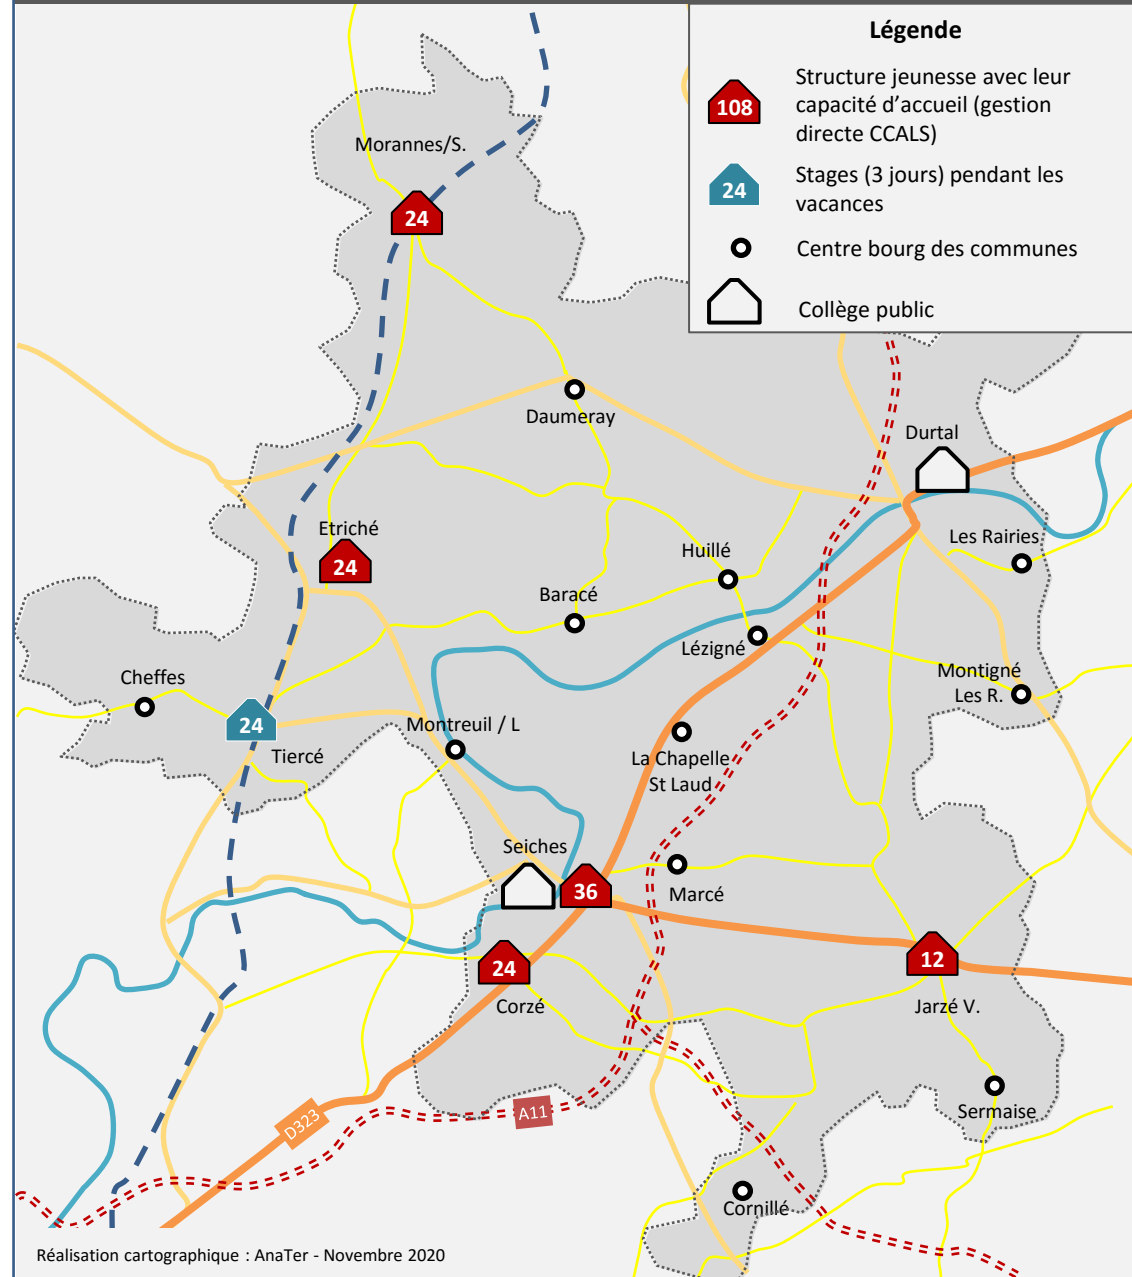 Légende
108
Structure jeunesse avec leur
capacité d'accueil (gestion
directe CCALS)
24
Stages (3 jours) pendant les
vacances
Centre bourg des communes
Collège public
Morannes/S.
24
Daumeray
Durtal
Etriché
24
Les Rairies
Huillé
Baracé
Lézigné
Cheffes
Montigné
Les R.
24
Tiercé
Montreuil / L
La Chapelle
St Laud
Seiches
36
Marcé
24
Corzé
12
Jarzé V.
Sermaise
D323
A11
Cornillé
Réalisation cartographique : AnaTer - Novembre 2020